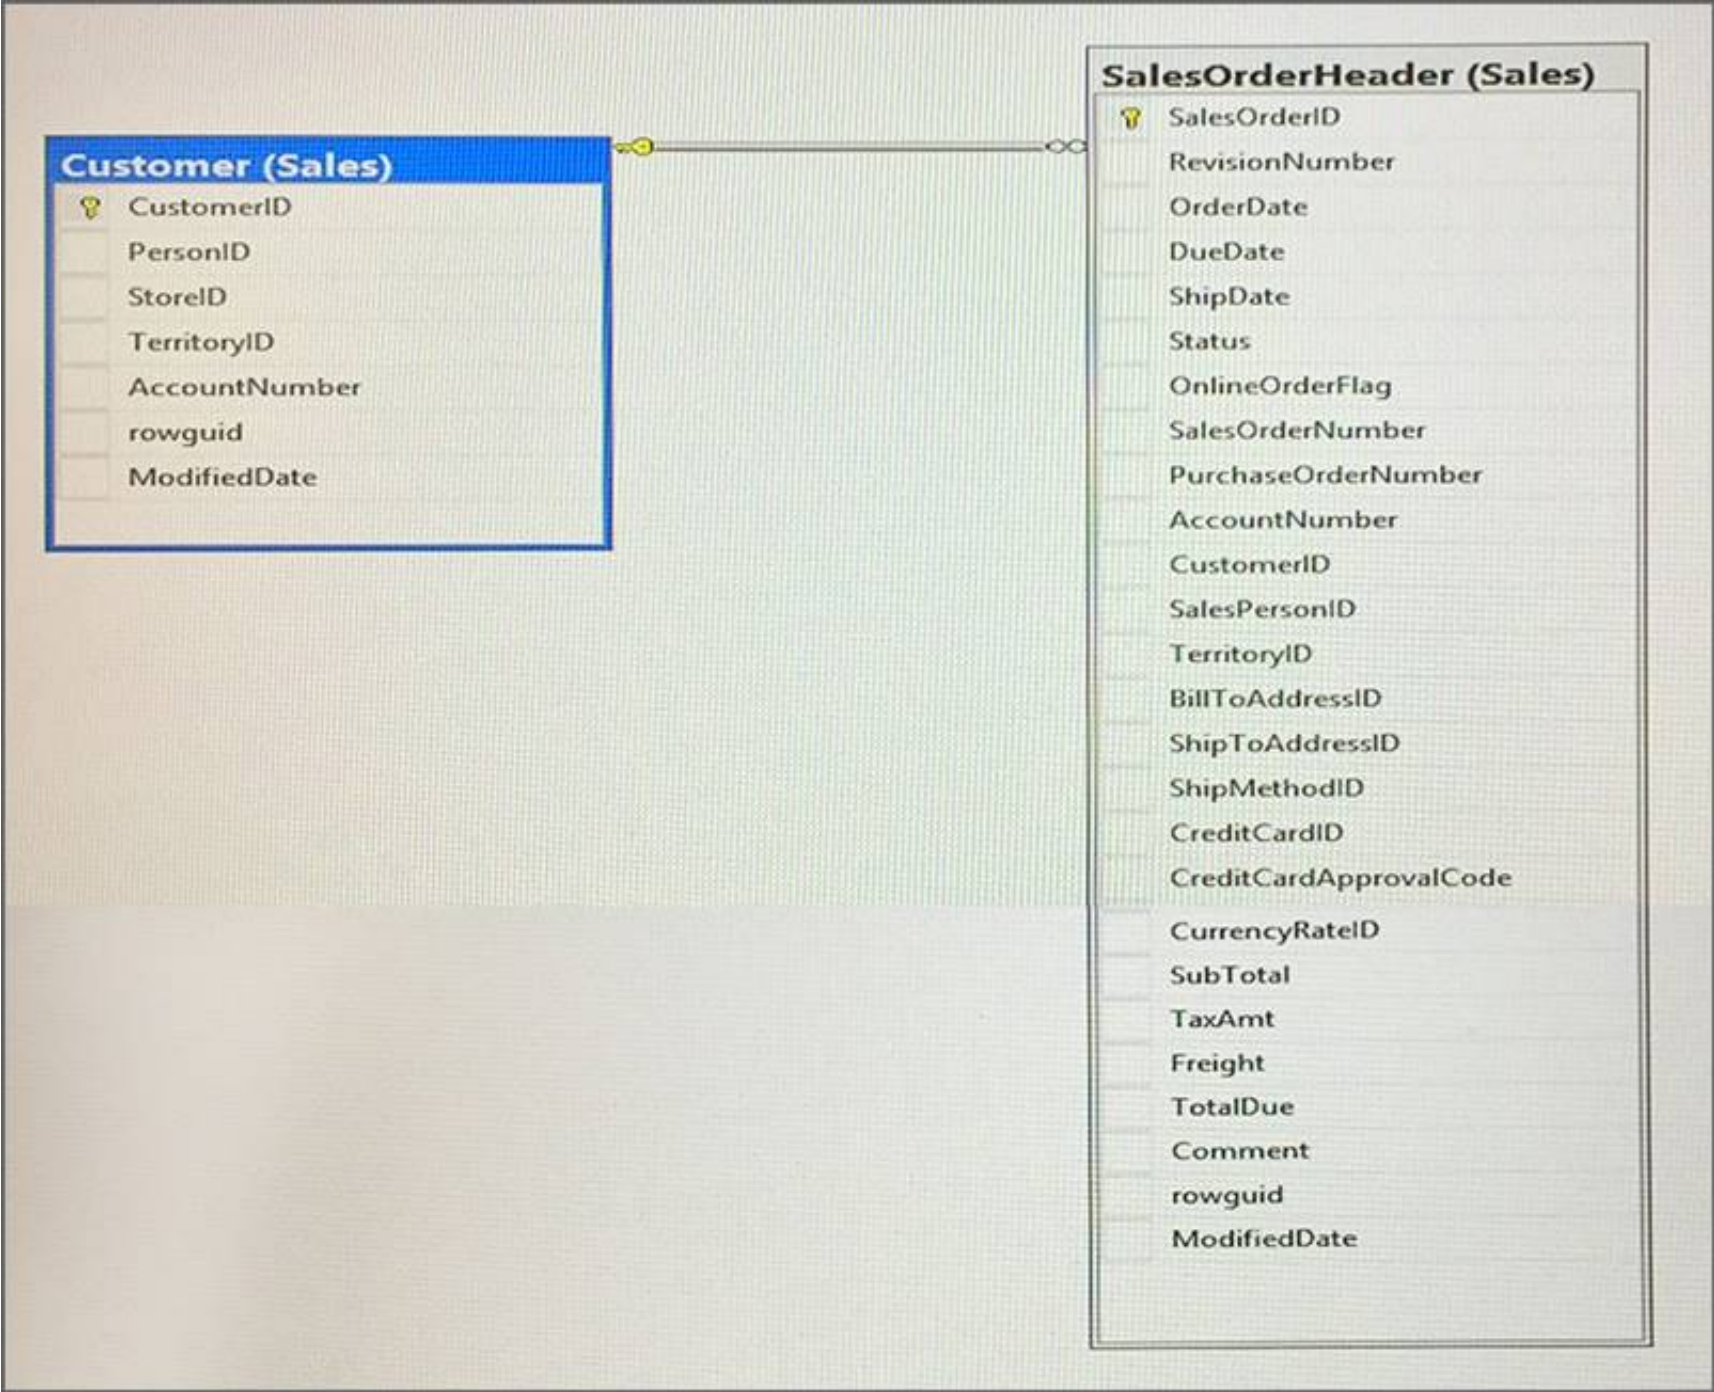 Customer (Sales)
CustomerID
PersonID
StoreID
TerritoryID
AccountNumber
rowguid
ModifiedDate
SalesOrderHeader (Sales)
SalesOrderID
RevisionNumber
OrderDate
DueDate
ShipDate
Status
OnlineOrderFlag
SalesOrderNumber
PurchaseOrderNumber
AccountNumber
CustomerID
SalesPersonID
TerritoryID
BillToAddressID
ShipToAddressID
ShipMethodID
CreditCardID
CreditCardApprovalCode
CurrencyRateID
SubTotal
TaxAmt
Freight
TotalDue
Comment
rowguid
ModifiedDate